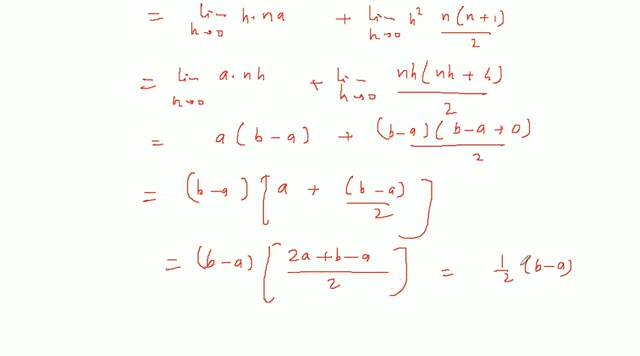 = lim h→0 h·na + lim h→0 h² n(n+1)/2
= lim h→0 a·nh + lim h→0 nh(nh+h)/2
= a(b-a) + (b-a)(b-a+0)/2
= (b-a)[a + (b-a)/2]
= (b-a)[2a+b-a/2] = 1/2 (b-a)